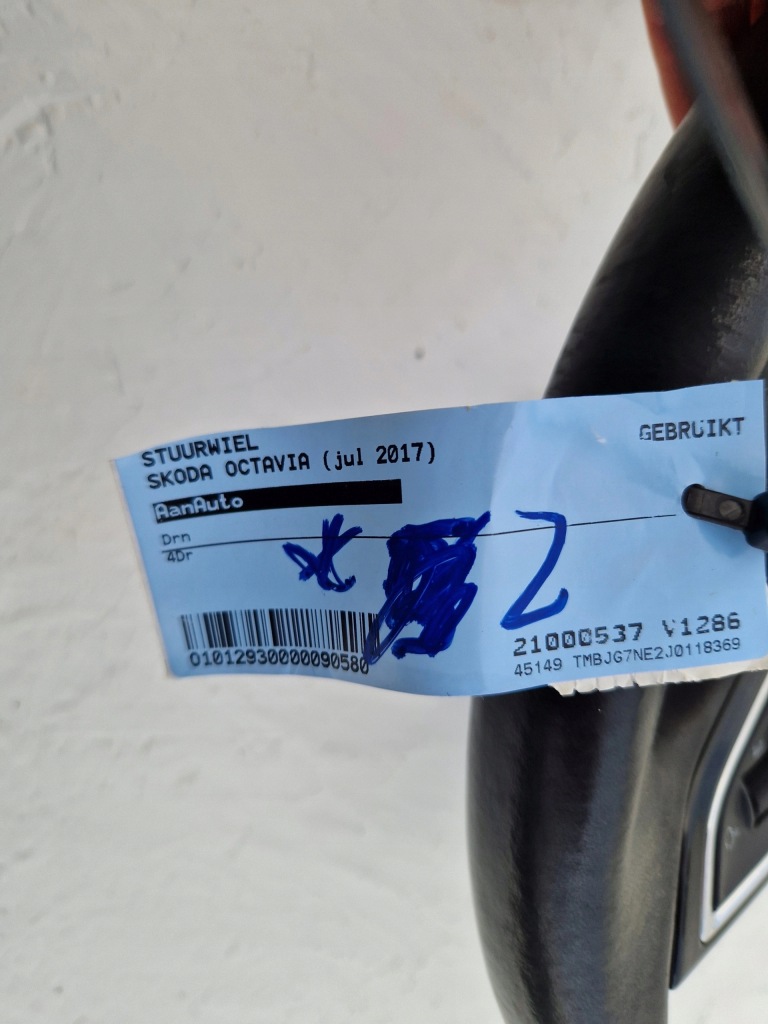 STUURWIEL
GEBRUIKT
SKODA OCTAVIA (jul 2017)
AanAuto
Drn
4Dr
2
21000537 V1286
010129300000090580
45149 TMBJG7NE2J0118369